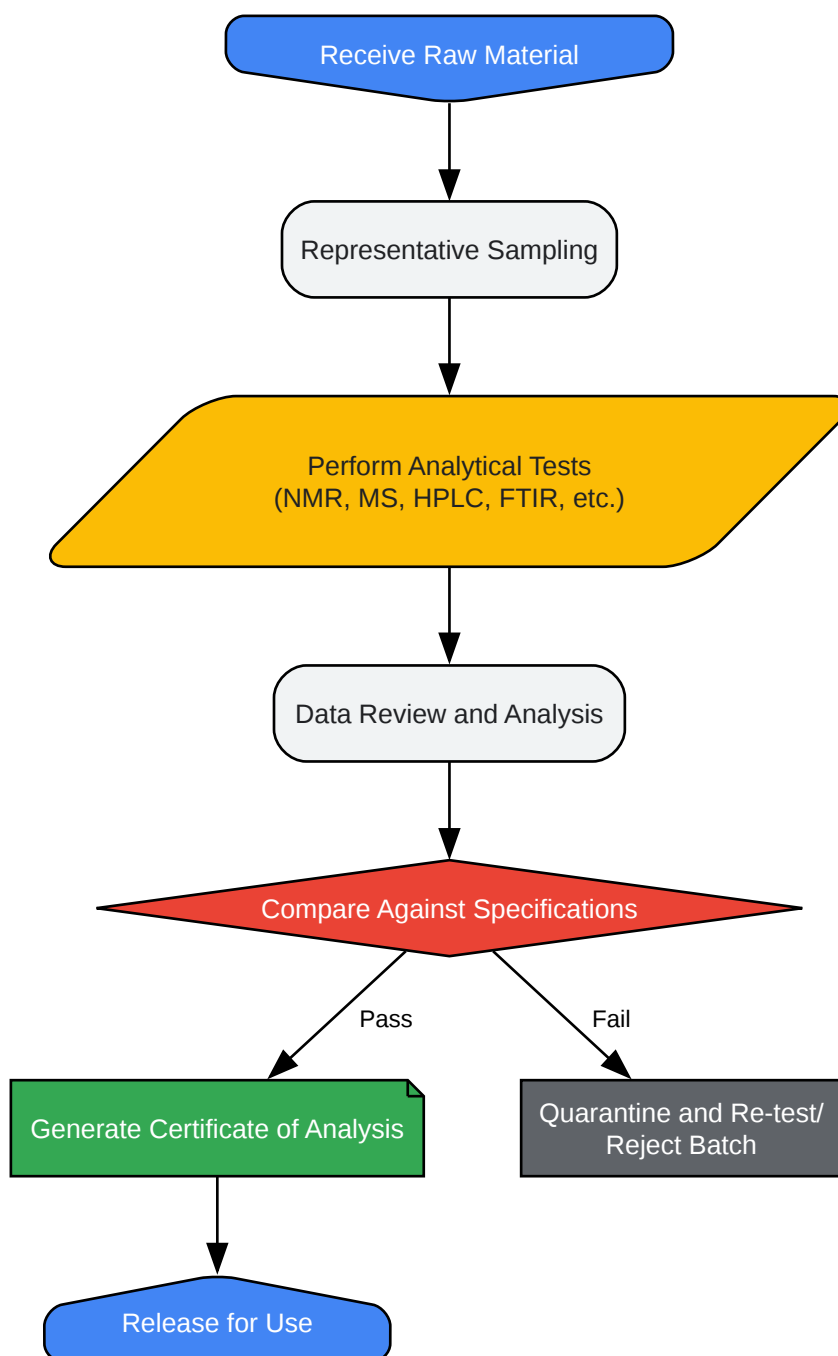 Receive Raw Material
Representative Sampling
Perform Analytical Tests
(NMR, MS, HPLC, FTIR, etc.)
Data Review and Analysis
Compare Against Specifications
Pass
Fail
Generate Certificate of Analysis
Quarantine and Re-test/
Reject Batch
Release for Use